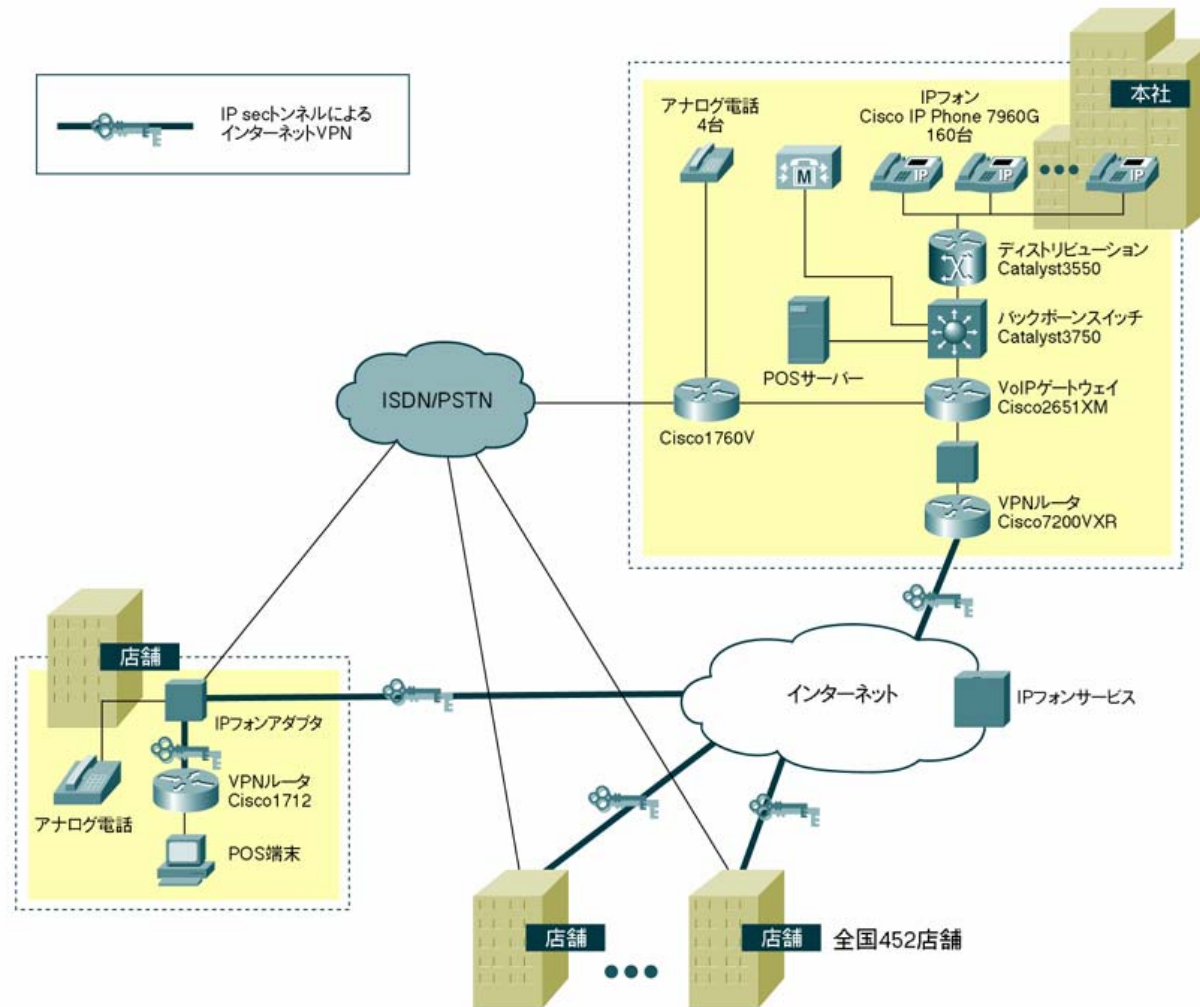 IP secトンネルによる
インターネットVPN
本社
アナログ電話
4台
IPフォン
Cisco IP Phone 7960G
160台
M
IP
IP
IP
ディストリビューション
Catalyst3550
バックボーンスイッチ
Catalyst3750
POSサーバー
VoIPゲートウェイ
Cisco2651XM
ISDN/PSTN
Cisco1760V
VPNルータ
Cisco7200VXR
店舗
IPフォンアダプタ
インターネット
IPフォンサービス
VPNルータ
Cisco1712
アナログ電話
POS端末
店舗
店舗
全国452店舗